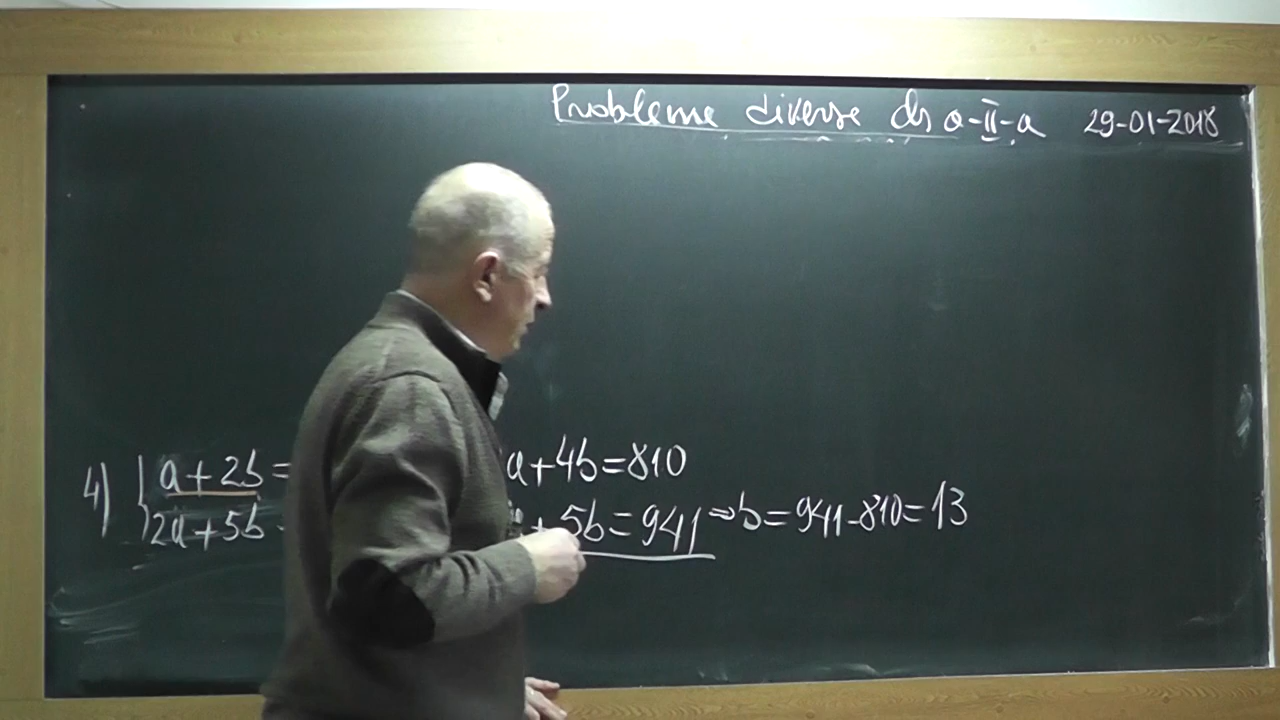 Probleme diverse cls a-II-a 29-01-2018
4) a+2b= a+4b=810
2a+5b +5b=941 ⇒ b=941-810=13